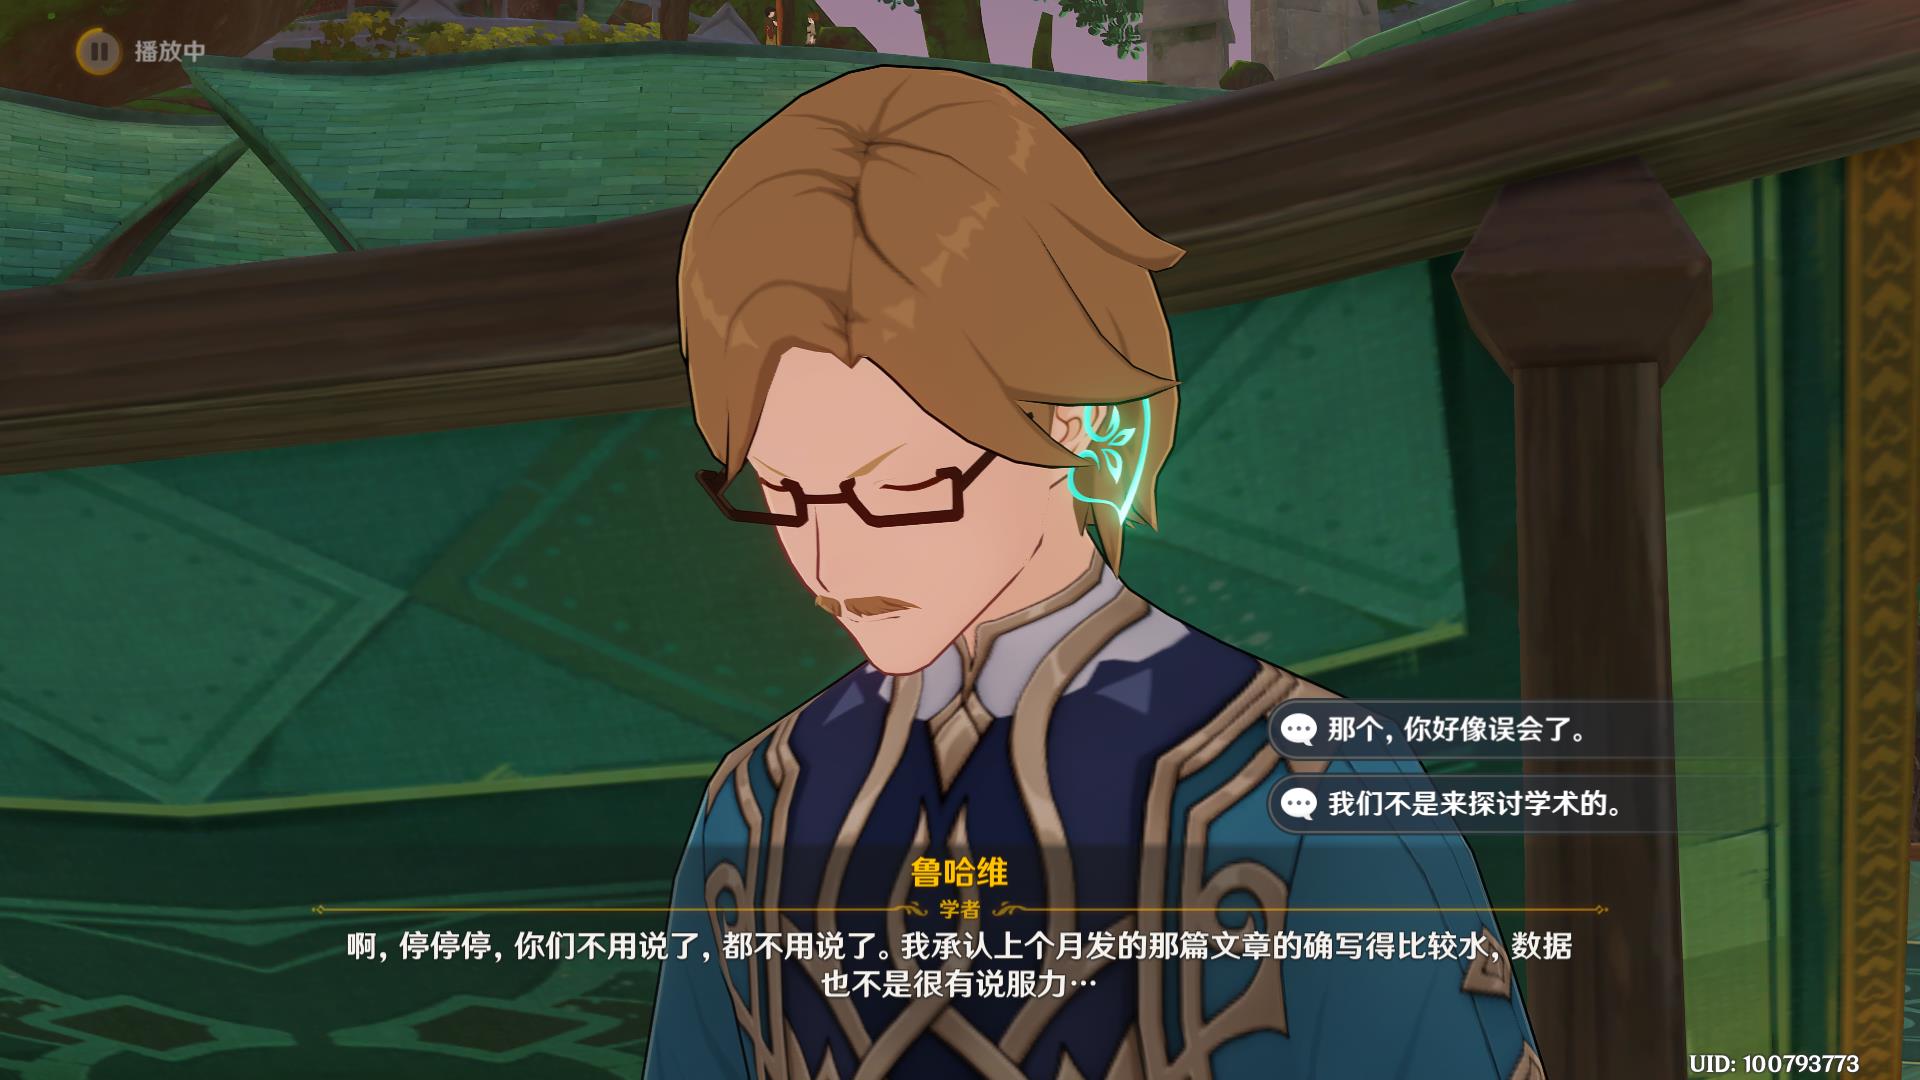 播放中
那个，你好像误会了。
我们不是来探讨学术的。
鲁哈维
学者
啊，停停停，你们不用说了，都不用说了。我承认上个月发的那篇文章的确写得比较水，数据
也不是很有说服力…
UID: 100793773